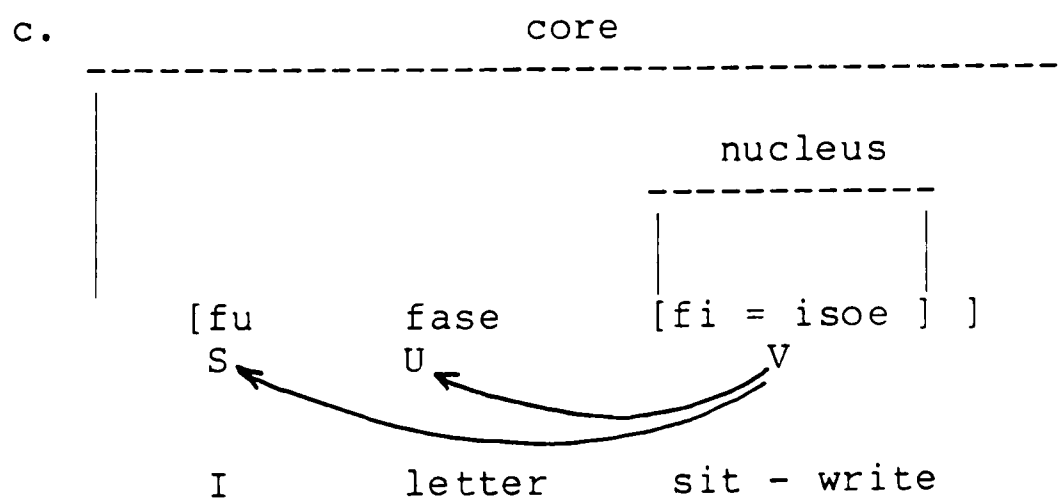 c. core
nucleus
[fu fase [fi = isoe ] ]
S U V
I letter sit - write